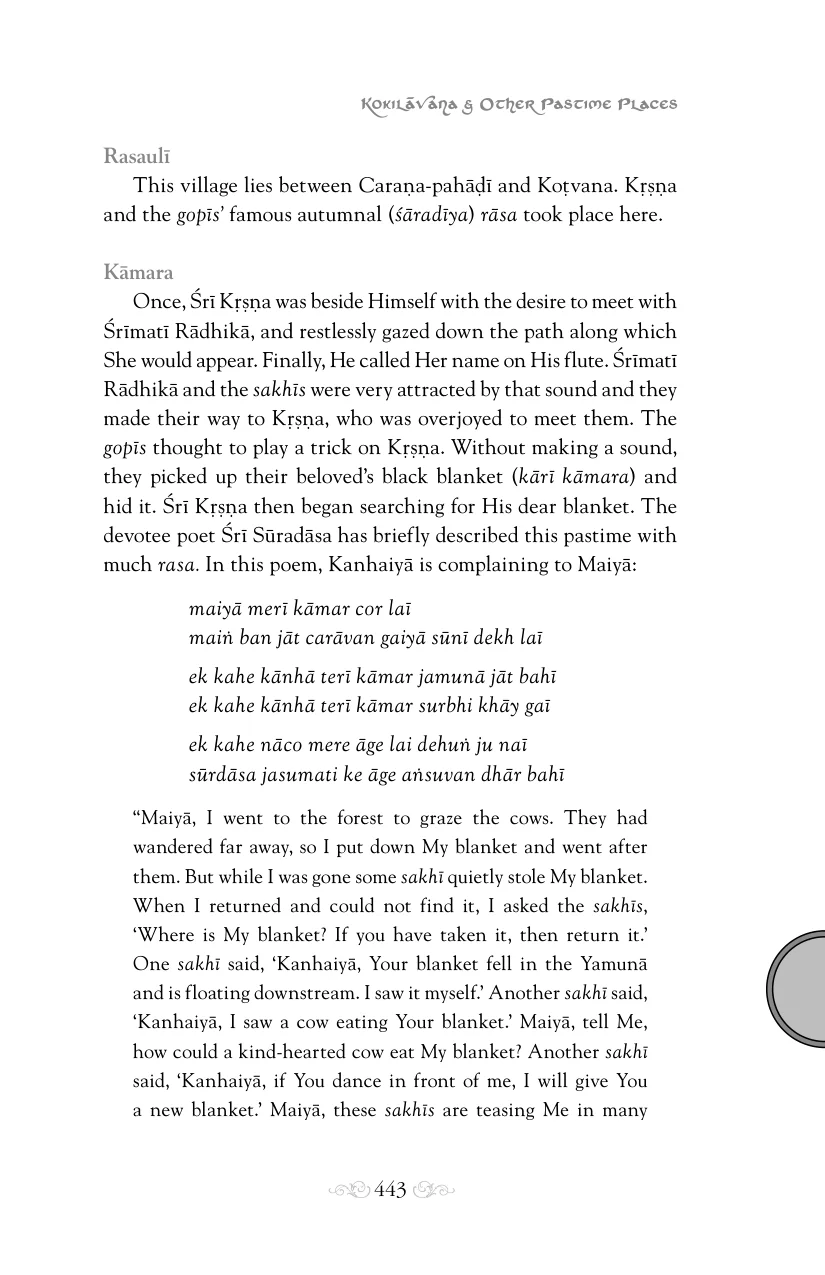 Kokilāvaṇa & Other Pastime Places
Rasaulī
This village lies between Caraṇa-pahāḍī and Koṭvana. Kṛṣṇa
and the gopīs’ famous autumnal (śāradīya) rāsa took place here.
Kāmara
Once, Śrī Kṛṣṇa was beside Himself with the desire to meet with
Śrīmatī Rādhikā, and restlessly gazed down the path along which
She would appear. Finally, He called Her name on His flute. Śrīmatī
Rādhikā and the sakhīs were very attracted by that sound and they
made their way to Kṛṣṇa, who was overjoyed to meet them. The
gopīs thought to play a trick on Kṛṣṇa. Without making a sound,
they picked up their beloved’s black blanket (kārī kāmara) and
hid it. Śrī Kṛṣṇa then began searching for His dear blanket. The
devotee poet Śrī Sūradāsa has briefly described this pastime with
much rasa. In this poem, Kanhaiyā is complaining to Maiyā:
maiyā merī kāmar cor laī
maiṅ ban jāt carāvan gaiyā sūnī dekh laī
ek kahe kānhā terī kāmar jamunā jāt bahī
ek kahe kānhā terī kāmar surbhi khāy gaī
ek kahe nāco mere āge lai dehuṅ ju naī
sūrdāsa jasumati ke āge aṅsuvan dhār bahī
“Maiyā, I went to the forest to graze the cows. They had
wandered far away, so I put down My blanket and went after
them. But while I was gone some sakhī quietly stole My blanket.
When I returned and could not find it, I asked the sakhīs,
‘Where is My blanket? If you have taken it, then return it.’
One sakhī said, ‘Kanhaiyā, Your blanket fell in the Yamunā
and is floating downstream. I saw it myself.’ Another sakhī said,
‘Kanhaiyā, I saw a cow eating Your blanket.’ Maiyā, tell Me,
how could a kind-hearted cow eat My blanket? Another sakhī
said, ‘Kanhaiyā, if You dance in front of me, I will give You
a new blanket.’ Maiyā, these sakhīs are teasing Me in many
443